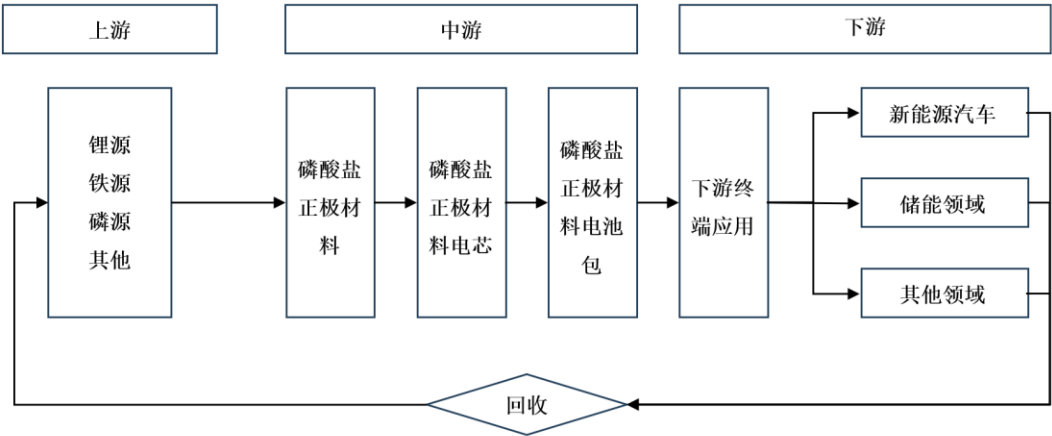 上游
中游
下游
锂源
铁源
磷源
其他
磷酸盐
正极材
料
磷酸盐
正极材
料电芯
磷酸盐
正极材
料电池
包
下游终
端应用
新能源汽车
储能领域
其他领域
回收